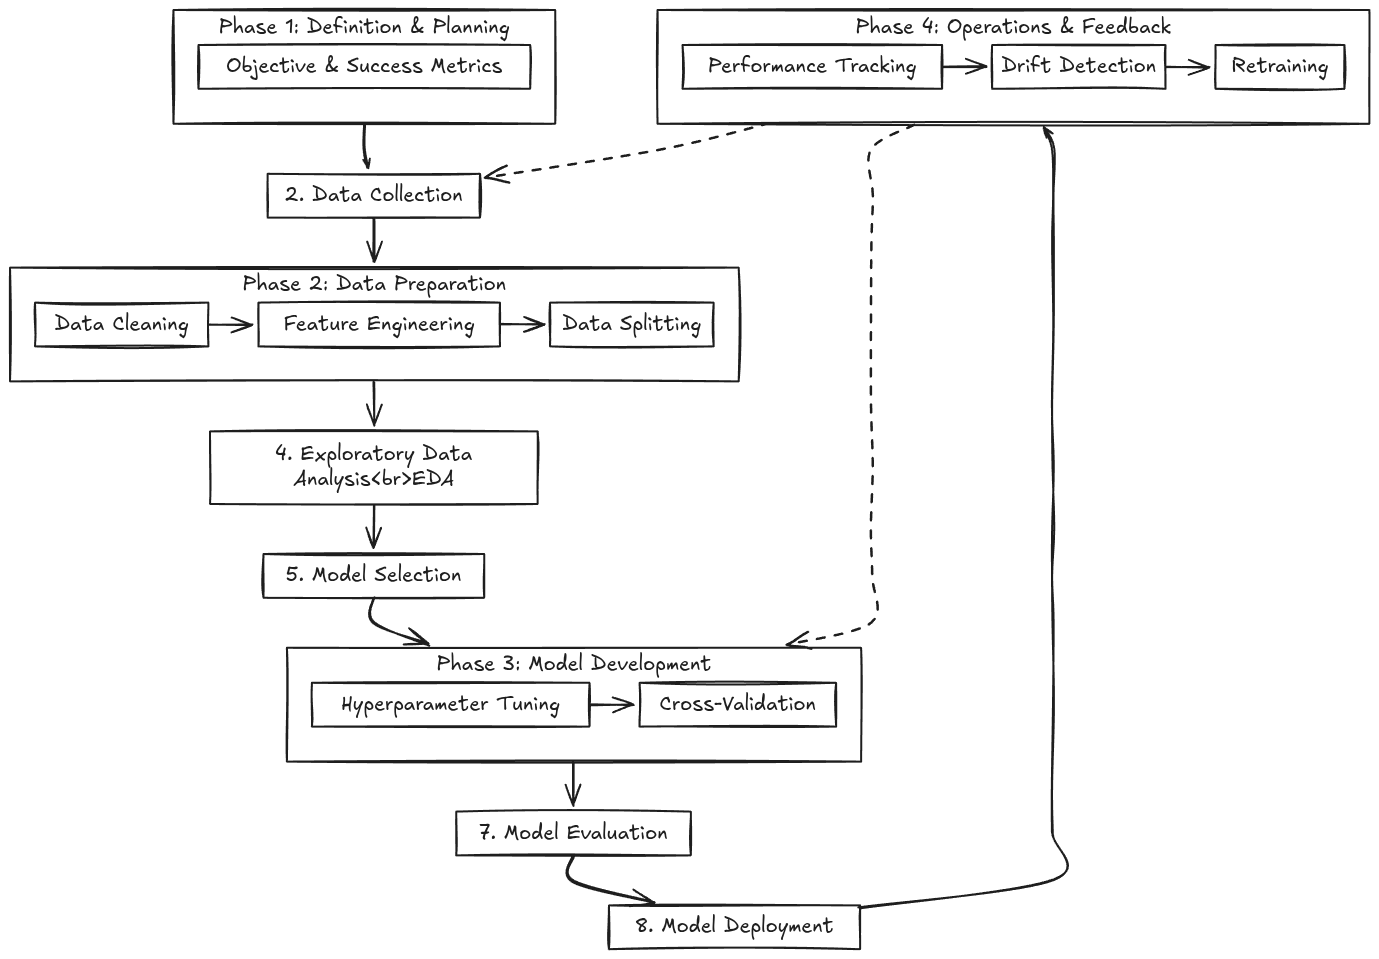 Phase 1: Definition & Planning
Objective & Success Metrics
Phase 4: Operations & Feedback
Performance Tracking
Drift Detection
Retraining
2. Data Collection
Phase 2: Data Preparation
Data Cleaning
Feature Engineering
Data Splitting
4. Exploratory Data
Analysis<br>EDA
5. Model Selection
Phase 3: Model Development
Hyperparameter Tuning
Cross-Validation
7. Model Evaluation
8. Model Deployment